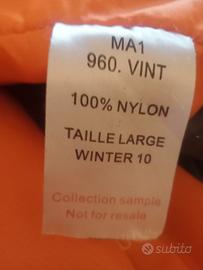 MA1
960. VINT
100% NYLON
TAILLE LARGE
WINTER 10
Collection sample
Not for resale
subito